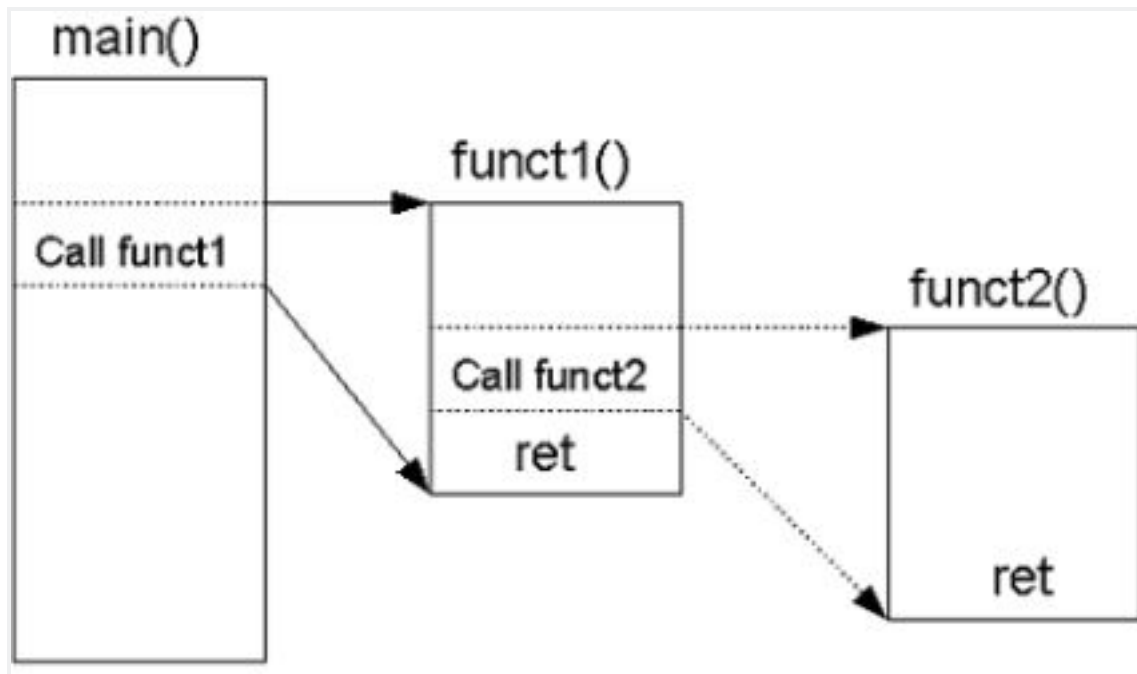 main()
Call funct1
funct1()
Call funct2
ret
funct2()
ret